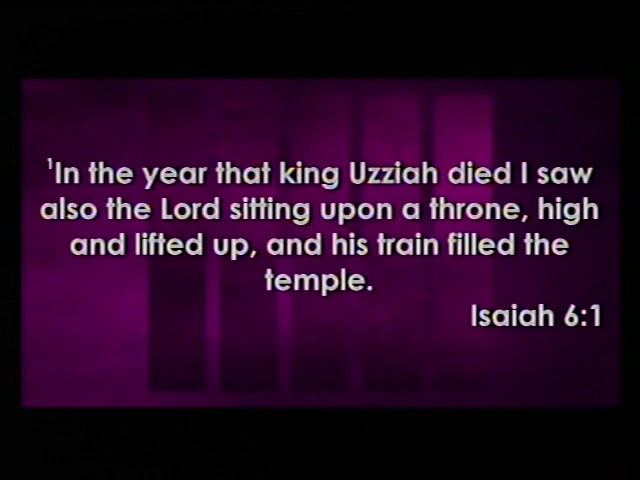 ¹In the year that king Uzziah died I saw
also the Lord sitting upon a throne, high
and lifted up, and his train filled the
temple.
Isaiah 6:1